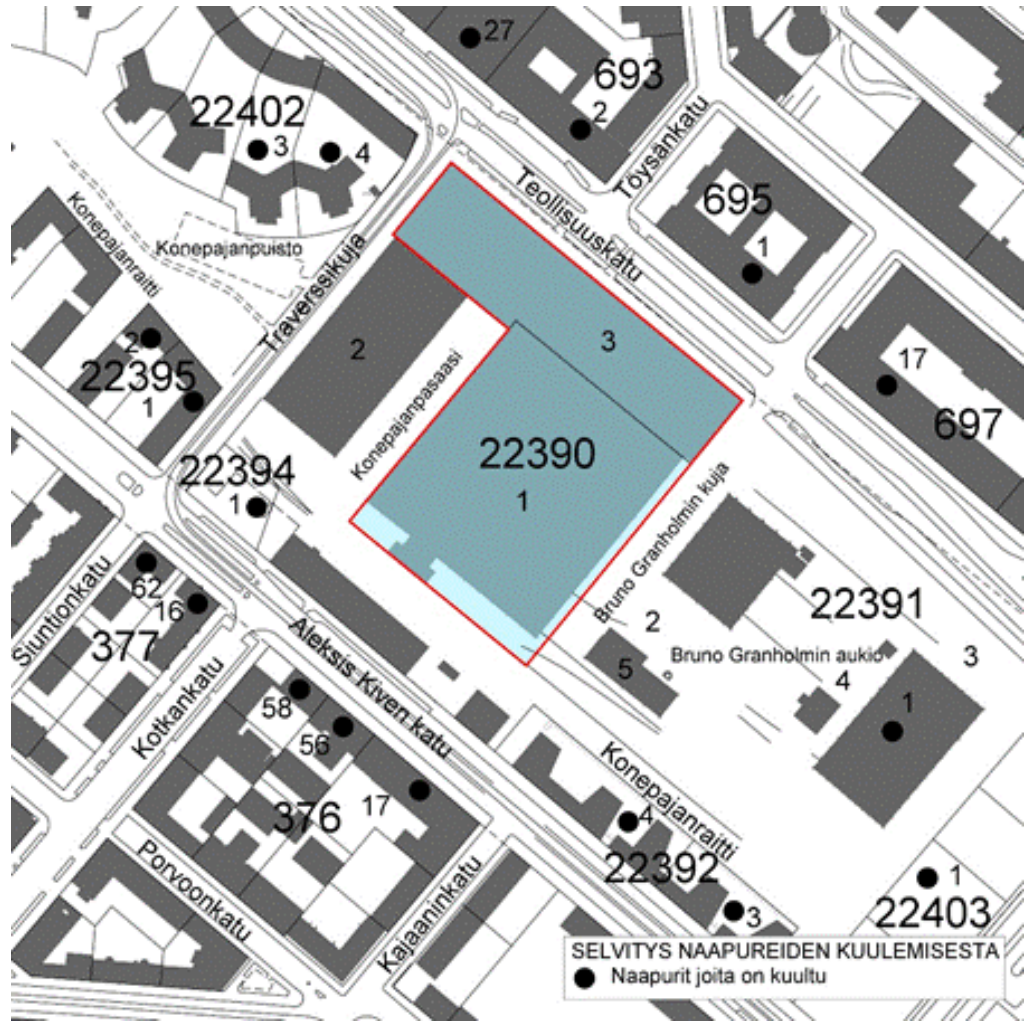 27
693
2
22402
3
4
Töysänkatu
Teollisuuskatu
695
1
Konepajanraitti
Konepajanpuisto
Traverssikuja
2
22395
1
2
3
17
697
Konepajanpasaasi
22390
1
22394
1
Bruno Granholmin kuja
22391
2
Bruno Granholmin aukio
3
5
4
1
Siuntionkatu
62
16
377
Kotkankatu
Aleksis Kiven katu
58
56
376
17
Konepajanraitti
4
22392
3
1
22403
Porvoonkatu
Kajaaninkatu
SELVITYS NAAPUREIDEN KUULEMISESTA
Naapurit joita on kuultu